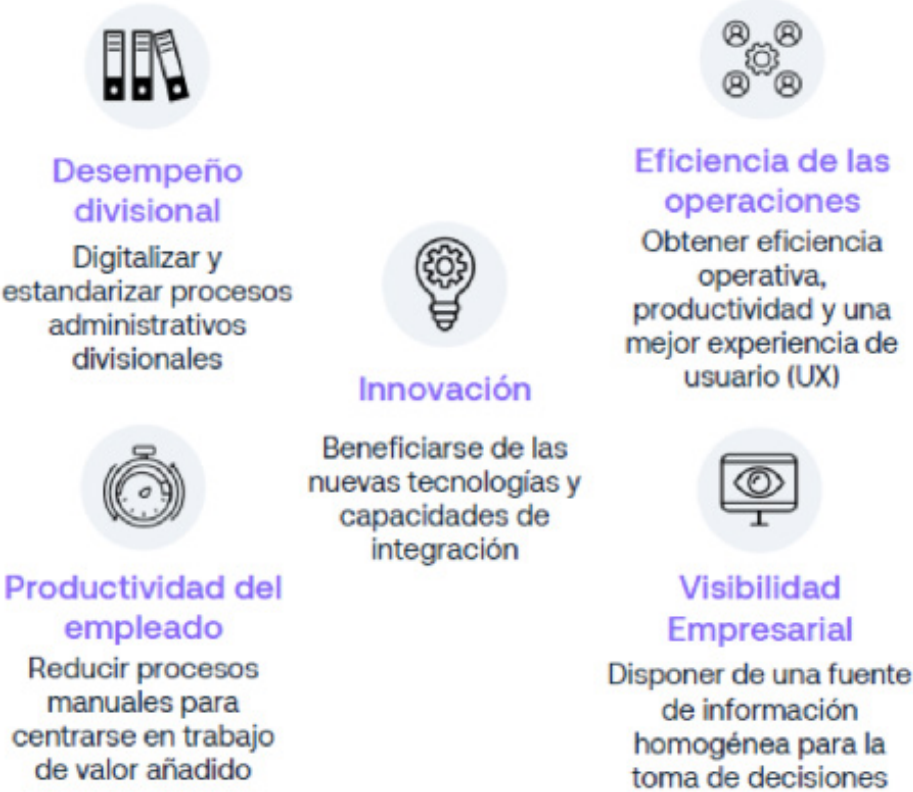 Desempeño
divisional
Digitalizar y
estandarizar procesos
administrativos
divisionales
Eficiencia de las
operaciones
Obtener eficiencia
operativa,
productividad y una
mejor experiencia de
usuario (UX)
Innovación
Beneficiarse de las
nuevas tecnologías y
capacidades de
integración
Productividad del
empleado
Reducir procesos
manuales para
centrarse en trabajo
de valor añadido
Visibilidad
Empresarial
Disponer de una fuente
de información
homogénea para la
toma de decisiones